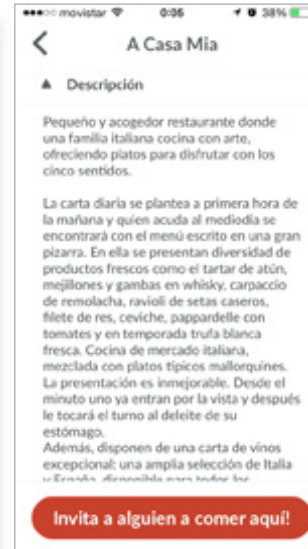 movistar 0:05 38%
A Casa Mia
Descripción
Pequeño y acogedor restaurante donde
una familia italiana cocina con arte,
ofreciendo platos para disfrutar con los
cinco sentidos.
La carta diaria se plantea a primera hora de
la mañana y quien acuda al mediodía se
encontrará con el menú escrito en una gran
pizarra. En ella se presentan diversidad de
productos frescos como el tartar de atún,
mejillones y gambas en whisky, carpaccio
de remolacha, ravioli de setas caseros,
filete de res, ceviche, pappardelle con
tomates y en temporada trufa blanca
fresca. Cocina de mercado italiana,
mezclada con platos típicos mallorquines.
La presentación es inmejorable. Desde el
minuto uno ya entran por la vista y después
le tocará el turno al deleite de su
estómago.
Además, disponen de una carta de vinos
excepcional: una amplia selección de Italia
y España, disponible para todos los
Invita a alguien a comer aquí!